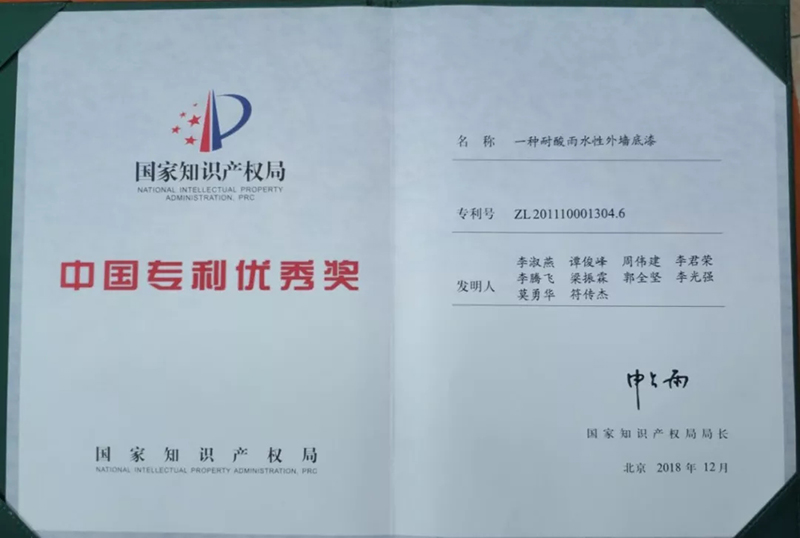 国家知识产权局
NATIONAL INTELLECTUAL PROPERTY
ADMINISTRATION, PRC
中国专利优秀奖
国家知识产权局
NATIONAL INTELLECTUAL PROPERTY ADMINISTRATION, PRC
名 称 一种耐酸雨水性外墙底漆
专利号 ZL 201110001304.6
李淑燕 谭俊峰 周伟建 李君荣
发明人 李腾飞 梁振霖 郭全坚 李光强
莫勇华 符传杰
申长雨
国家知识产权局局长
北京 2018 年 12 月